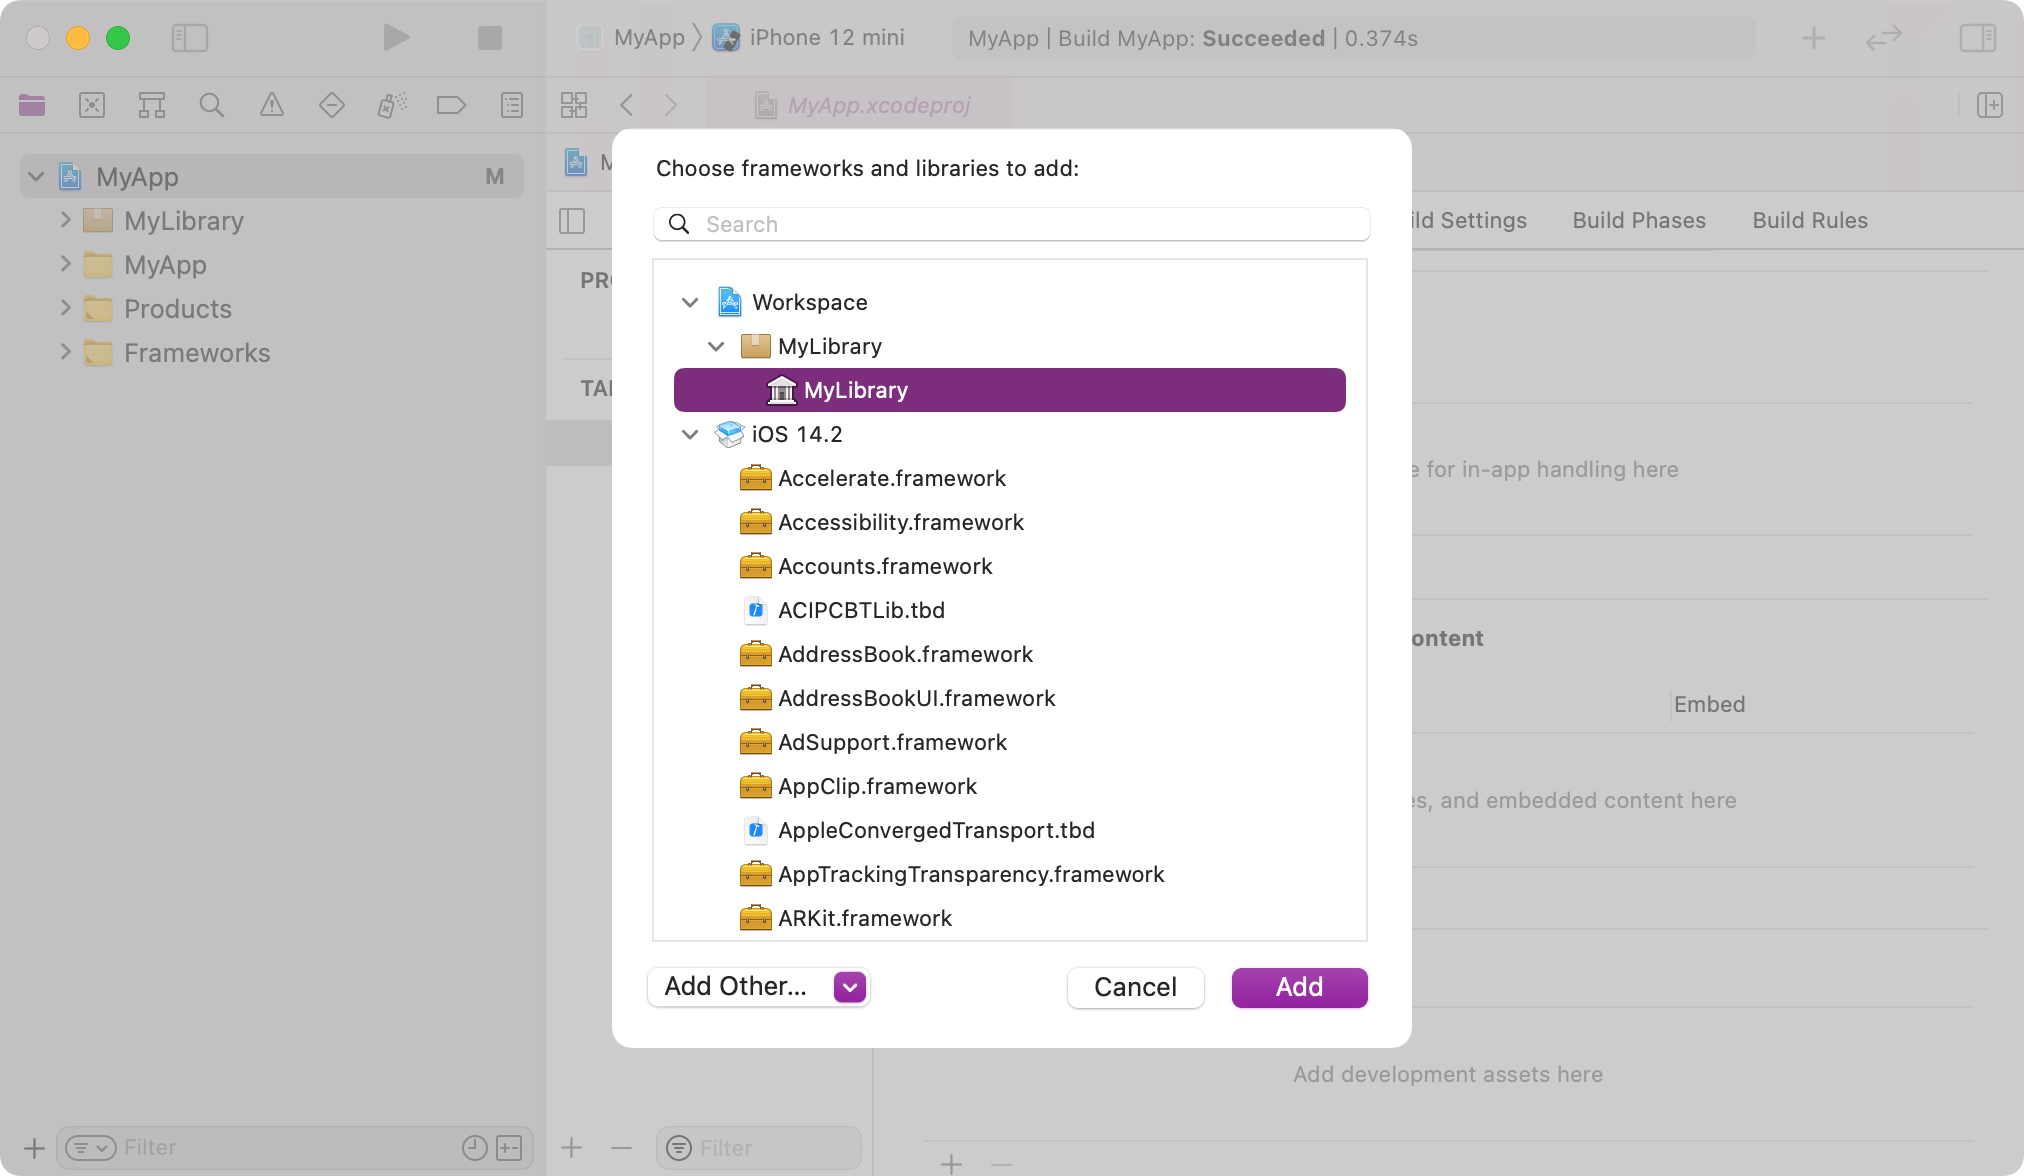 MyApp
iPhone 12 mini
MyApp | Build MyApp: Succeeded | 0.374s
MyApp.xcodeproj
MyApp
M
MyLibrary
MyApp
Products
Frameworks
Choose frameworks and libraries to add:
Search
Workspace
MyLibrary
MyLibrary
iOS 14.2
Accelerate.framework
Accessibility.framework
Accounts.framework
ACIPCBTLib.tbd
AddressBook.framework
AddressBookUI.framework
AdSupport.framework
AppClip.framework
AppleConvergedTransport.tbd
AppTrackingTransparency.framework
ARKit.framework
Add Other...
Cancel
Add
ild Settings
Build Phases
Build Rules
e for in-app handling here
ontent
Embed
es, and embedded content here
Add development assets here
Filter
Filter